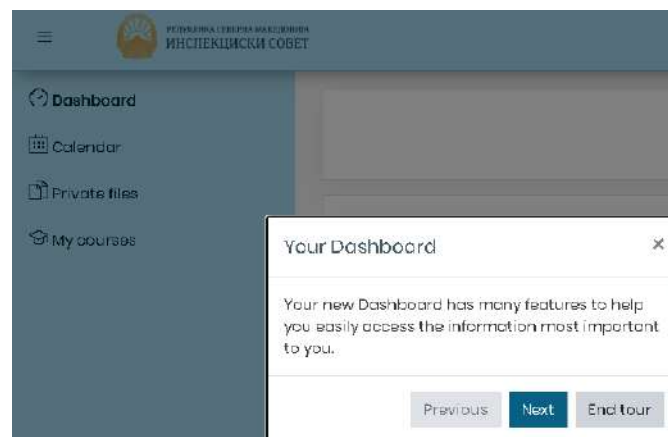 РЕПУБЛИКА СЕВЕРНА МАКЕДОНИЈА
ИНСПЕКЦИСКИ СОВЕТ
Dashboard
Calendar
Private files
My courses
Your Dashboard ×
Your new Dashboard has many features to help
you easily access the information most important
to you.
Previous Next End tour